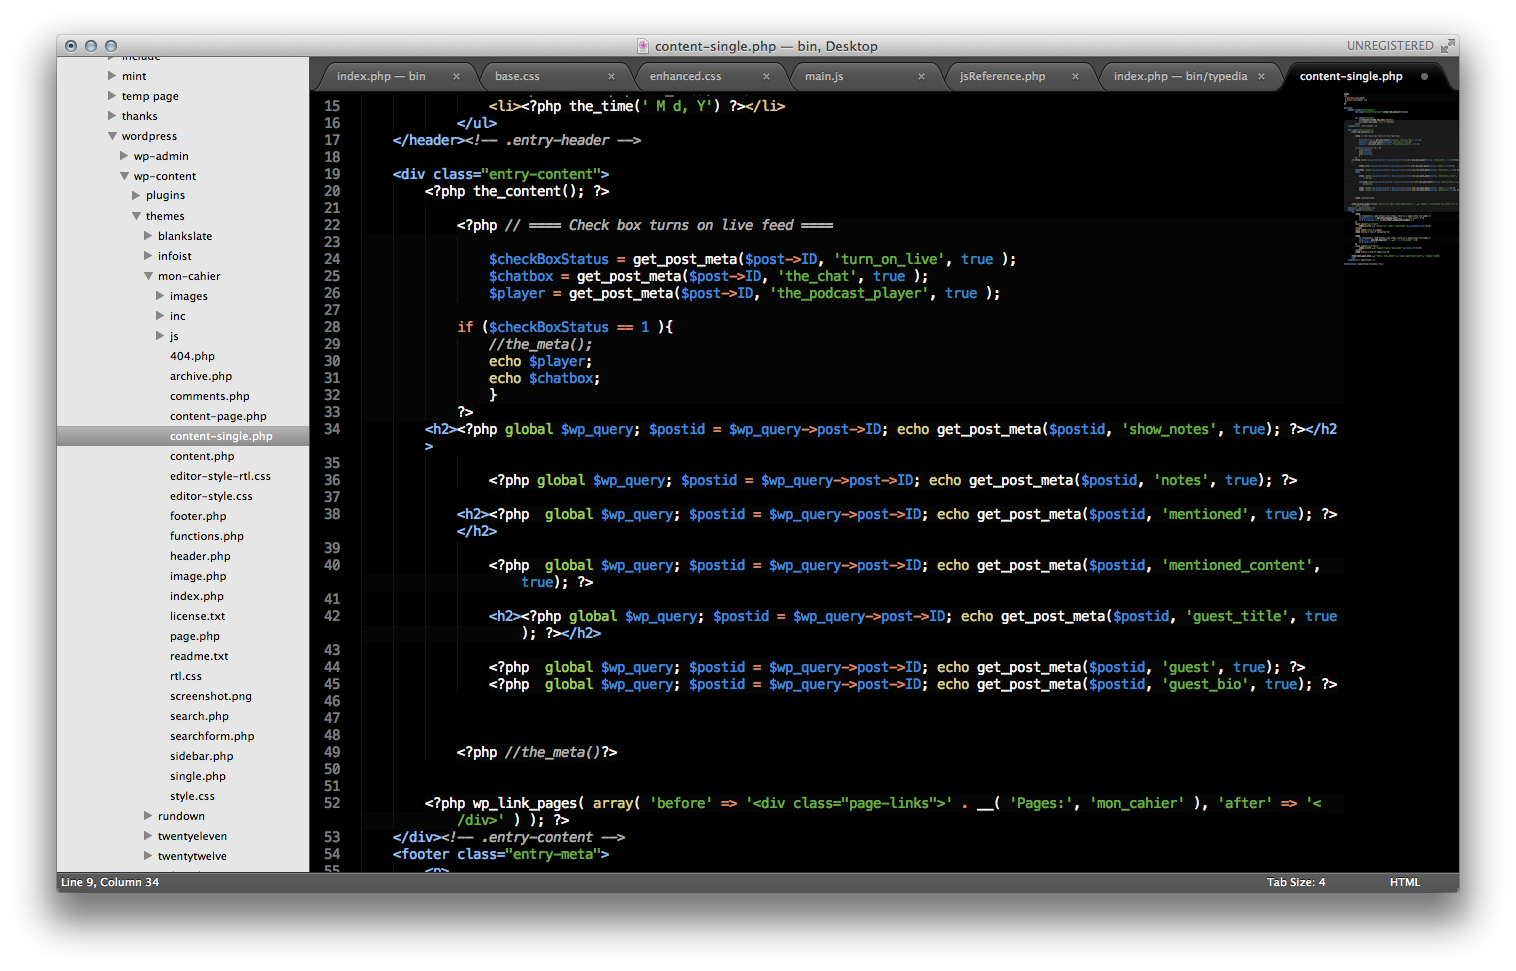 content-single.php — bin, Desktop
UNREGISTERED
include
mint
temp page
thanks
wordpress
wp-admin
wp-content
plugins
themes
blankslate
infoist
mon-cahier
images
inc
js
404.php
archive.php
comments.php
content-page.php
content-single.php
content.php
editor-style-rtl.css
editor-style.css
footer.php
functions.php
header.php
image.php
index.php
license.txt
page.php
readme.txt
rtl.css
screenshot.png
search.php
searchform.php
sidebar.php
single.php
style.css
rundown
twentyeleven
twentytwelve
index.php — bin
base.css
enhanced.css
main.js
jsReference.php
index.php — bin/typedia
content-single.php
15 <li><?php the_time(' M d, Y') ?></li>
16 </ul>
17 </header><!-- .entry-header -->
18
19 <div class="entry-content">
20 <?php the_content(); ?>
21
22 <?php // ==== Check box turns on live feed ====
23
24 $checkBoxStatus = get_post_meta($post->ID, 'turn_on_live', true );
25 $chatbox = get_post_meta($post->ID, 'the_chat', true );
26 $player = get_post_meta($post->ID, 'the_podcast_player', true );
27
28 if ($checkBoxStatus == 1 ){
29 //the_meta();
30 echo $player;
31 echo $chatbox;
32 }
33 ?>
34 <h2><?php global $wp_query; $postid = $wp_query->post->ID; echo get_post_meta($postid, 'show_notes', true); ?></h2
>
35
36 <?php global $wp_query; $postid = $wp_query->post->ID; echo get_post_meta($postid, 'notes', true); ?>
37
38 <h2><?php  global $wp_query; $postid = $wp_query->post->ID; echo get_post_meta($postid, 'mentioned', true); ?>
</h2>
39
40 <?php  global $wp_query; $postid = $wp_query->post->ID; echo get_post_meta($postid, 'mentioned_content',
true); ?>
41
42 <h2><?php global $wp_query; $postid = $wp_query->post->ID; echo get_post_meta($postid, 'guest_title', true
); ?></h2>
43
44 <?php  global $wp_query; $postid = $wp_query->post->ID; echo get_post_meta($postid, 'guest', true); ?>
45 <?php  global $wp_query; $postid = $wp_query->post->ID; echo get_post_meta($postid, 'guest_bio', true); ?>
46
47
48
49 <?php //the_meta()?>
50
51
52 <?php wp_link_pages( array( 'before' => '<div class="page-links">' . __( 'Pages:', 'mon_cahier' ), 'after' => '<
/div>' ) ); ?>
53 </div><!-- .entry-content -->
54 <footer class="entry-meta">
55 <p>
Line 9, Column 34
Tab Size: 4
HTML